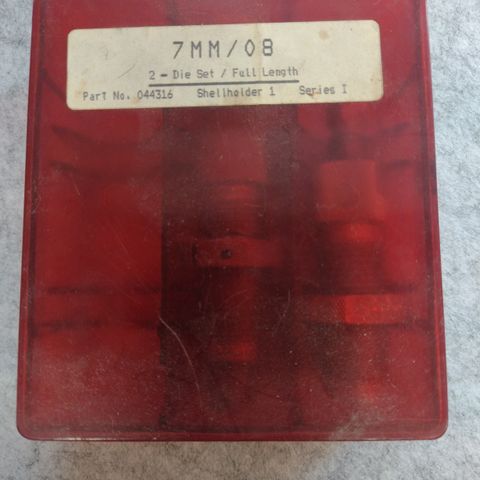 7MM/08
2 - Die Set / Full Length
Part No. 044316 Shellholder 1 Series I